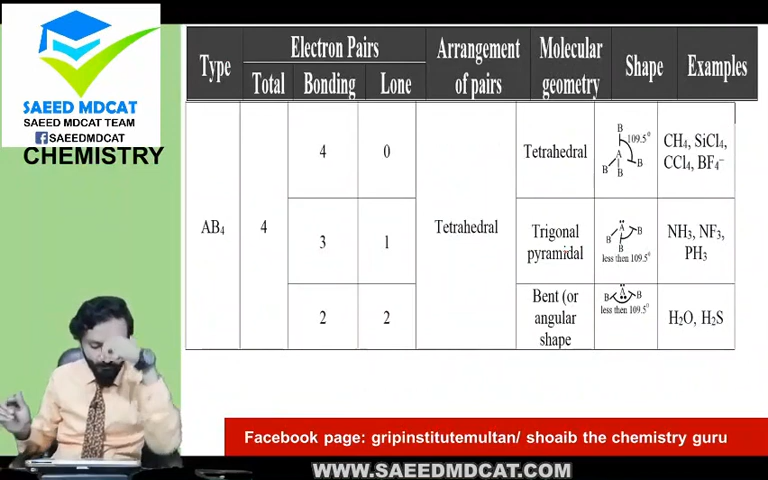 SAEED MDCAT
SAEED MDCAT TEAM
SAEEDMDCAT
CHEMISTRY
Type
Electron Pairs
Total
Bonding
Lone
Arrangement
of pairs
Molecular
geometry
Shape
Examples
AB₄
4
4
0
Tetrahedral
Tetrahedral
B
109.5°
A
B
B
B
CH₄, SiCl₄,
CCl₄, BF₄⁻
3
1
Trigonal
pyramidal
A
B
B
B
less then 109.5°
NH₃, NF₃,
PH₃
2
2
Bent (or
angular
shape
A
B
B
less then 109.5°
H₂O, H₂S
Facebook page: gripinstitutemultan/ shoaib the chemistry guru
WWW.SAEEDMDCAT.COM